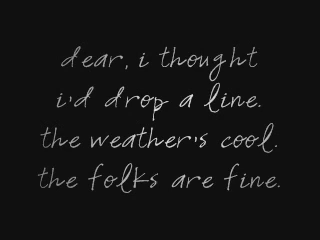 dear, i thought
i'd drop a line.
the weather's cool.
the folks are fine.